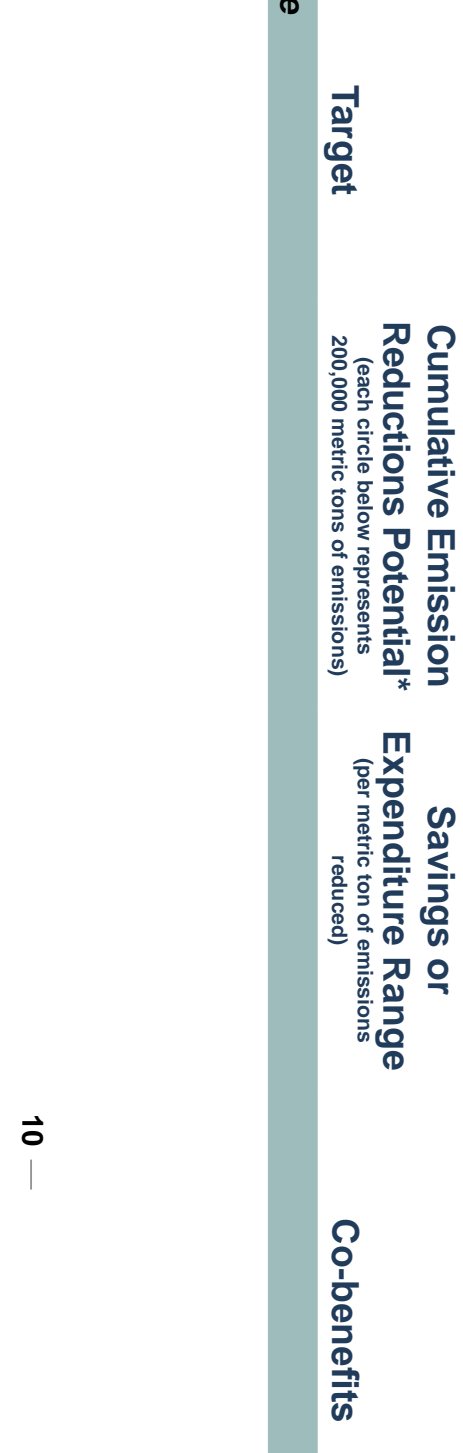 Target
Cumulative Emission
Reductions Potential*
(each circle below represents
200,000 metric tons of emissions)
Savings or
Expenditure Range
(per metric ton of emissions
reduced)
Co-benefits
e
10